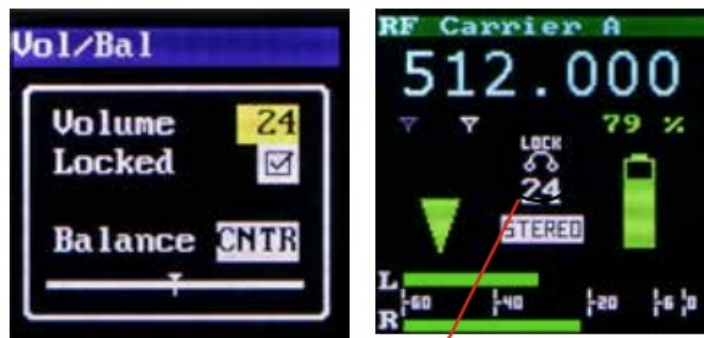 Vol/Bal
Volume 24
Locked
Balance CNTR
RF Carrier A
512.000
79 %
LOCK
24
STEREO
L
-60 -40 -20 -6 0
R